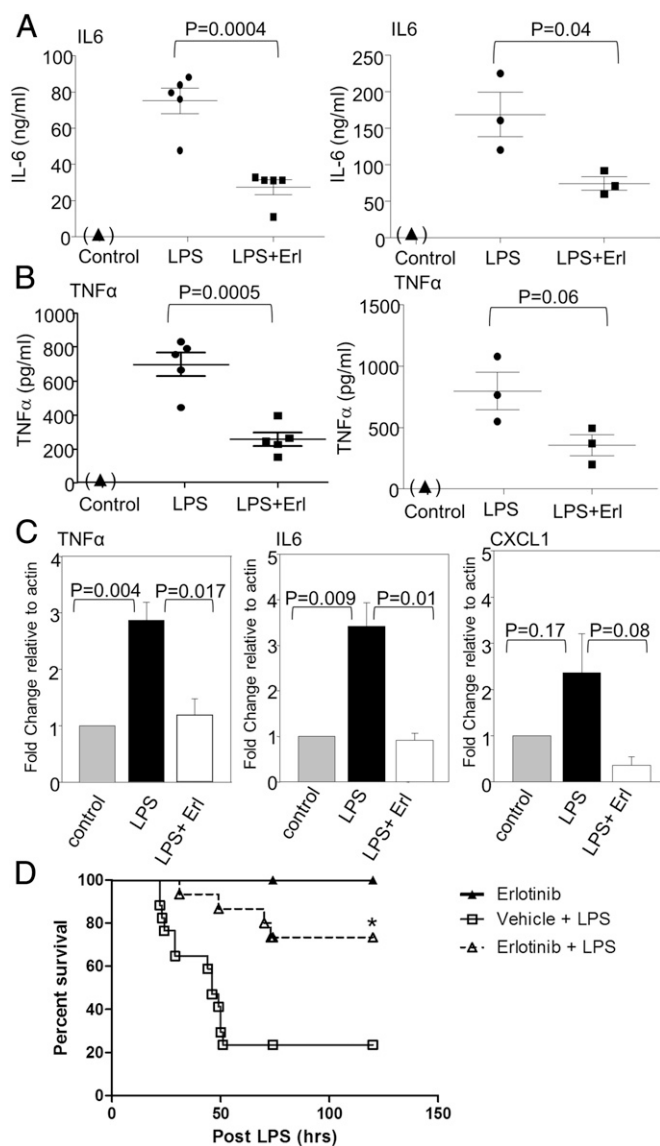 A
IL6
P=0.0004
IL-6 (ng/ml)
100
80
60
40
20
0
( )
Control
LPS
LPS+Erl
IL6
P=0.04
IL-6 (ng/ml)
250
200
150
100
50
0
( )
Control
LPS
LPS+Erl
B
TNFα
P=0.0005
TNFα (pg/ml)
1000
800
600
400
200
0
( )
Control
LPS
LPS+Erl
TNFα
P=0.06
TNFα (pg/ml)
1500
1000
500
0
( )
Control
LPS
LPS+Erl
C
TNFα
P=0.004 P=0.017
Fold Change relative to actin
4
3
2
1
0
control
LPS
LPS+ Erl
IL6
P=0.009 P=0.01
Fold Change relative to actin
5
4
3
2
1
0
control
LPS
LPS+ Erl
CXCL1
P=0.17 P=0.08
Fold Change relative to actin
5
4
3
2
1
0
control
LPS
LPS+ Erl
D
Percent survival
100
80
60
40
20
0 50 100 150
Post LPS (hrs)
*
Erlotinib
Vehicle + LPS
Erlotinib + LPS